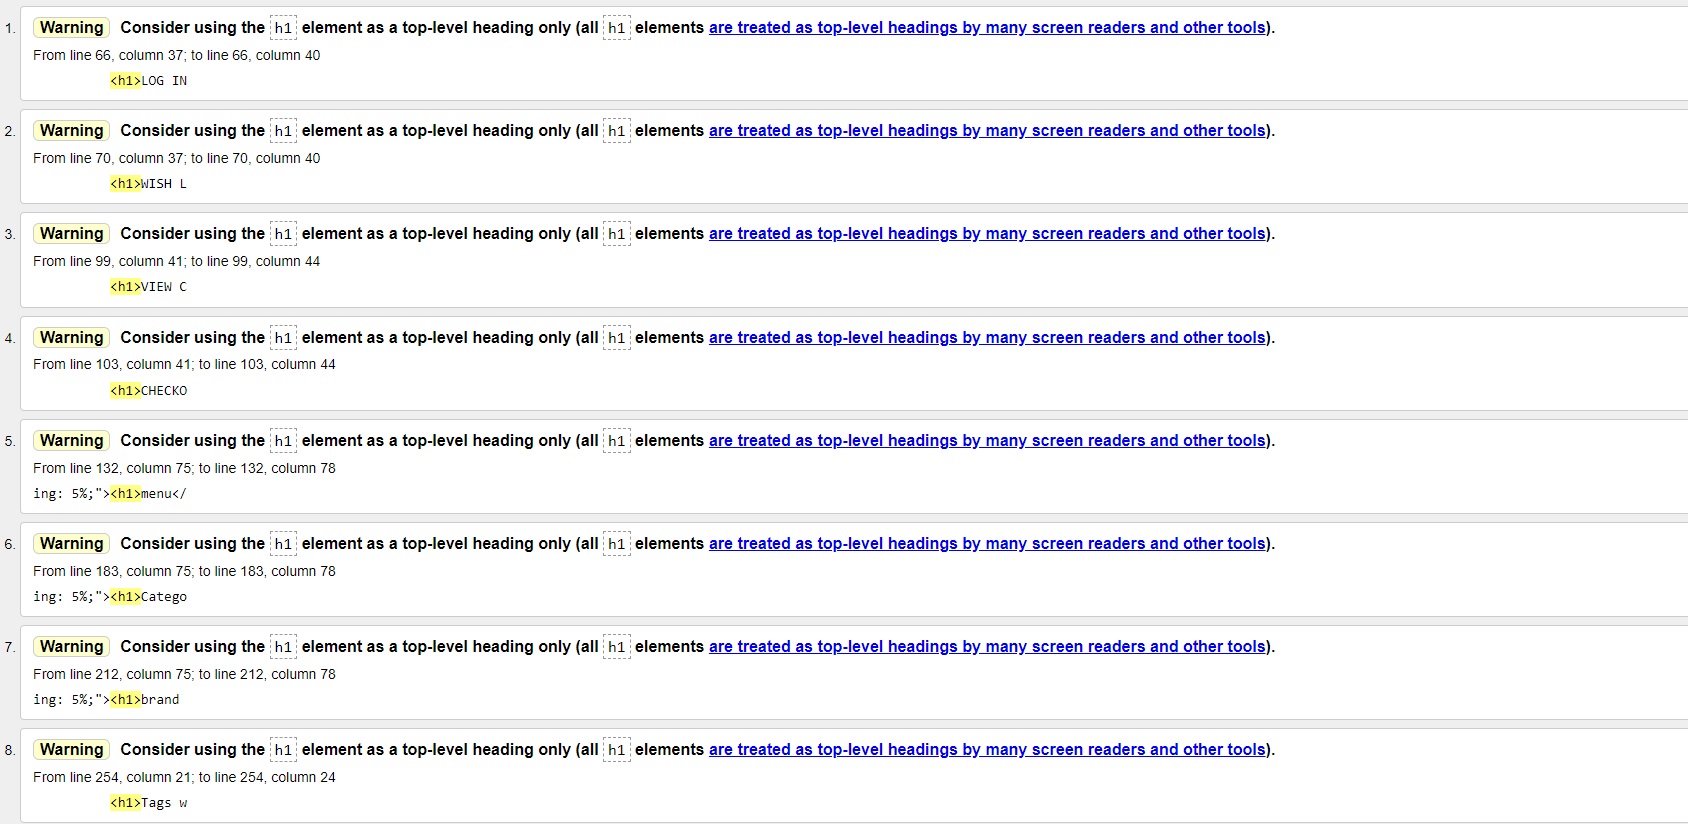 1. Warning Consider using the h1 element as a top-level heading only (all h1 elements are treated as top-level headings by many screen readers and other tools).
From line 66, column 37; to line 66, column 40
<h1>LOG IN
2. Warning Consider using the h1 element as a top-level heading only (all h1 elements are treated as top-level headings by many screen readers and other tools).
From line 70, column 37; to line 70, column 40
<h1>WISH L
3. Warning Consider using the h1 element as a top-level heading only (all h1 elements are treated as top-level headings by many screen readers and other tools).
From line 99, column 41; to line 99, column 44
<h1>VIEW C
4. Warning Consider using the h1 element as a top-level heading only (all h1 elements are treated as top-level headings by many screen readers and other tools).
From line 103, column 41; to line 103, column 44
<h1>CHECKO
5. Warning Consider using the h1 element as a top-level heading only (all h1 elements are treated as top-level headings by many screen readers and other tools).
From line 132, column 75; to line 132, column 78
ing: 5%;"><h1>menu</
6. Warning Consider using the h1 element as a top-level heading only (all h1 elements are treated as top-level headings by many screen readers and other tools).
From line 183, column 75; to line 183, column 78
ing: 5%;"><h1>Catego
7. Warning Consider using the h1 element as a top-level heading only (all h1 elements are treated as top-level headings by many screen readers and other tools).
From line 212, column 75; to line 212, column 78
ing: 5%;"><h1>brand
8. Warning Consider using the h1 element as a top-level heading only (all h1 elements are treated as top-level headings by many screen readers and other tools).
From line 254, column 21; to line 254, column 24
<h1>Tags w